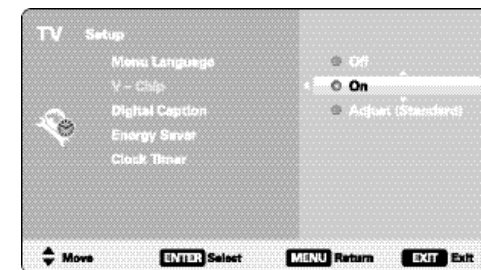 TV Setup
Menu Language
V - Chip
Digital Caption
Energy Saver
Clock Timer
Off
On
Adjust (Standard)
Move ENTER Select MENU Return EXIT Exit